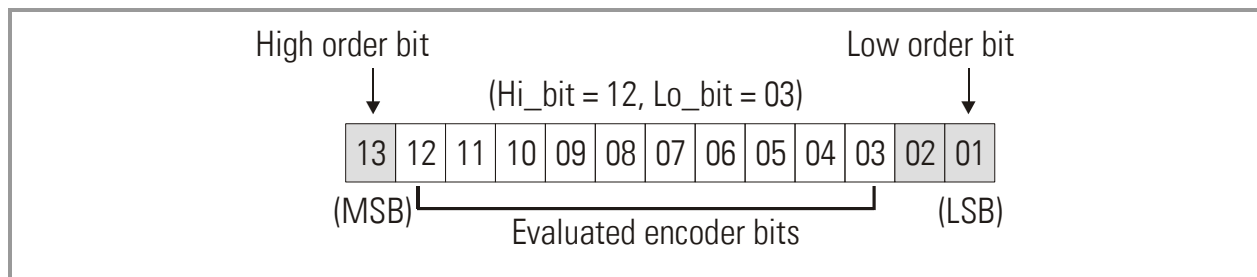 High order bit Low order bit
(Hi_bit = 12, Lo_bit = 03)
13 12 11 10 09 08 07 06 05 04 03 02 01
(MSB) (LSB)
Evaluated encoder bits